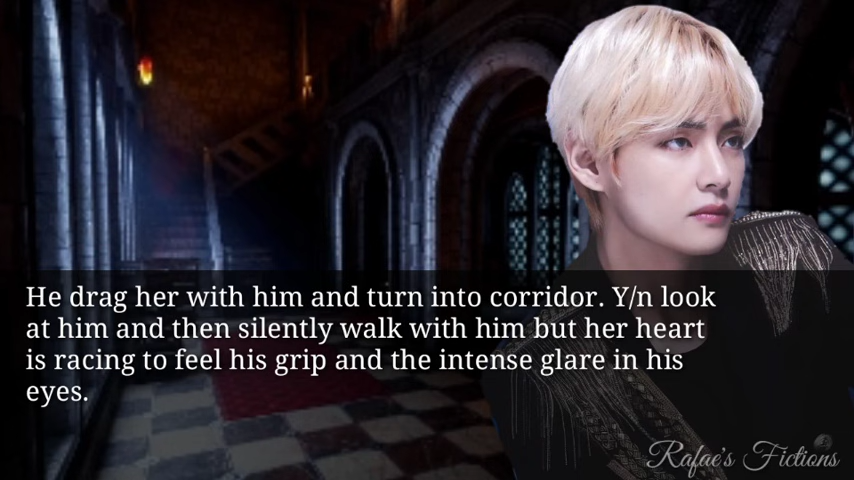 He drag her with him and turn into corridor. Y/n look
at him and then silently walk with him but her heart
is racing to feel his grip and the intense glare in his
eyes.
Rafae's Fictions